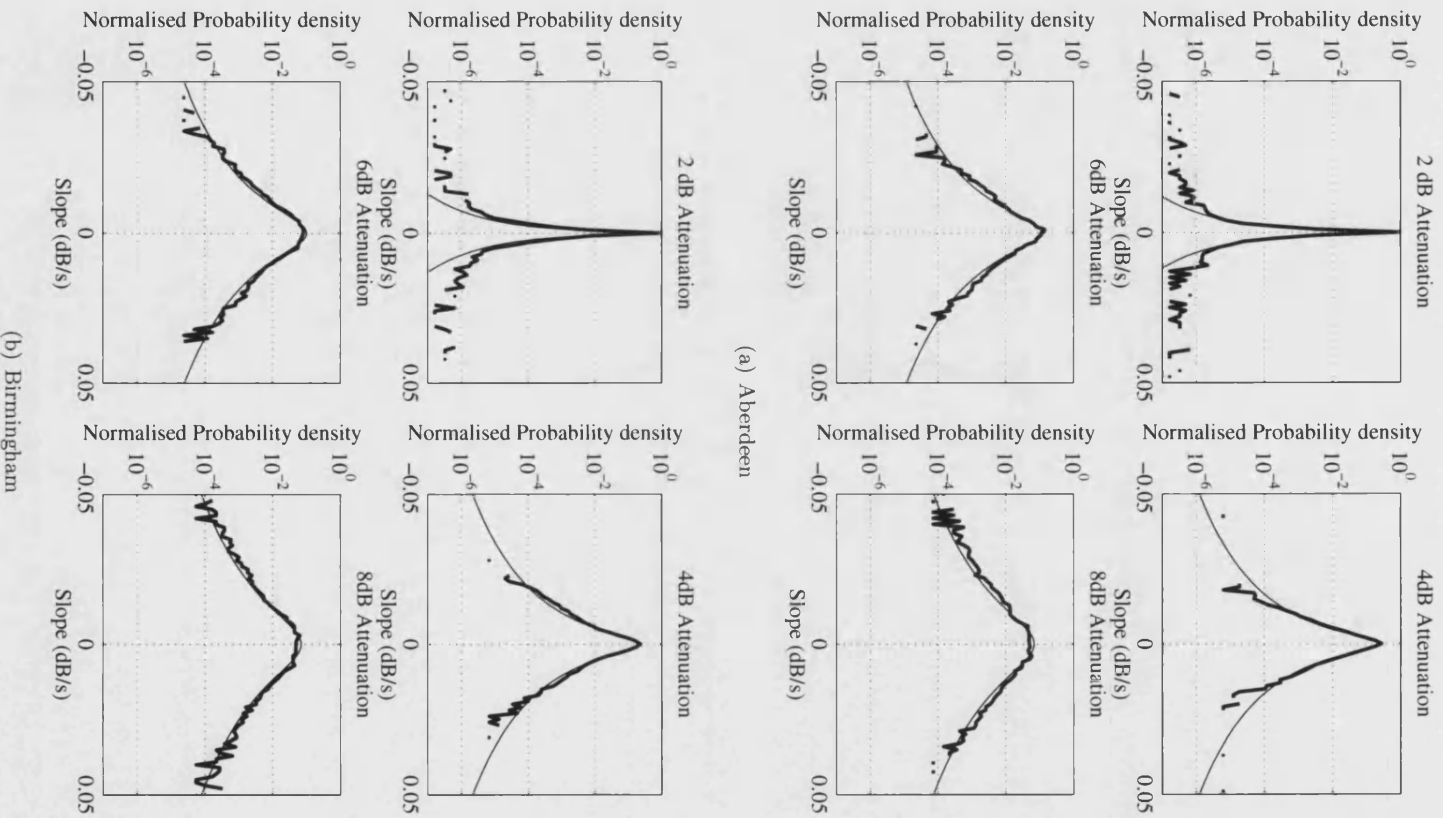 2 dB Attenuation
Normalised Probability density
10^0
10^-2
10^-4
10^-6
−0.05 0 0.05
Slope (dB/s)
4dB Attenuation
Normalised Probability density
10^0
10^-2
10^-4
10^-6
−0.05 0 0.05
Slope (dB/s)
6dB Attenuation
Normalised Probability density
10^0
10^-2
10^-4
10^-6
−0.05 0 0.05
Slope (dB/s)
8dB Attenuation
Normalised Probability density
10^0
10^-2
10^-4
10^-6
−0.05 0 0.05
Slope (dB/s)
(a) Aberdeen
2 dB Attenuation
Normalised Probability density
10^0
10^-2
10^-4
10^-6
−0.05 0 0.05
Slope (dB/s)
4dB Attenuation
Normalised Probability density
10^0
10^-2
10^-4
10^-6
−0.05 0 0.05
Slope (dB/s)
6dB Attenuation
Normalised Probability density
10^0
10^-2
10^-4
10^-6
−0.05 0 0.05
Slope (dB/s)
8dB Attenuation
Normalised Probability density
10^0
10^-2
10^-4
10^-6
−0.05 0 0.05
Slope (dB/s)
(b) Birmingham